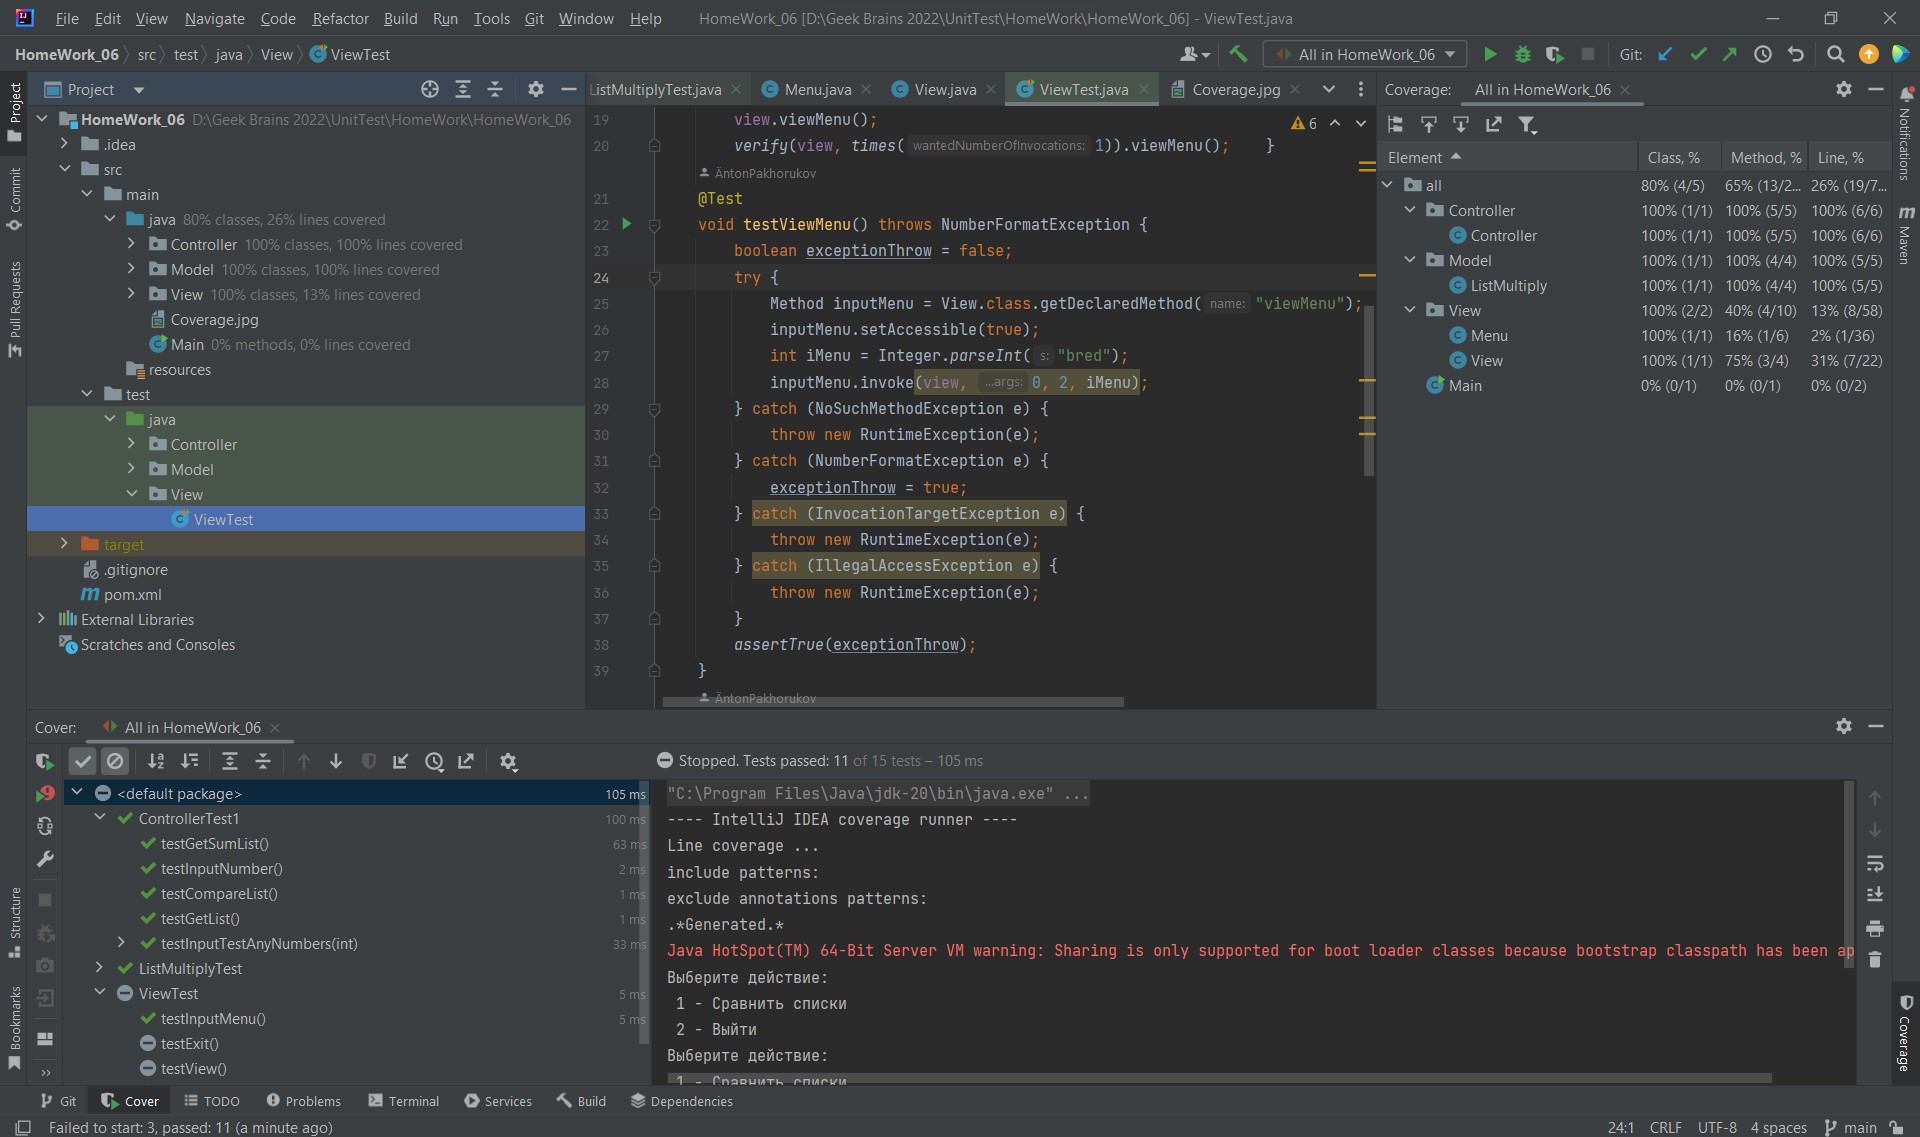 File Edit View Navigate Code Refactor Build Run Tools Git Window Help HomeWork_06 [D:\Geek Brains 2022\UnitTest\HomeWork\HomeWork_06] - ViewTest.java
HomeWork_06 src test java View ViewTest All in HomeWork_06 Git:
Project
Commit
Pull Requests
Structure
Bookmarks
Project
HomeWork_06 D:\Geek Brains 2022\UnitTest\HomeWork\HomeWork_06
.idea
src
main
java 80% classes, 26% lines covered
Controller 100% classes, 100% lines covered
Model 100% classes, 100% lines covered
View 100% classes, 13% lines covered
Coverage.jpg
Main 0% methods, 0% lines covered
resources
test
java
Controller
Model
View
ViewTest
target
.gitignore
pom.xml
External Libraries
Scratches and Consoles
ListMultiplyTest.java Menu.java View.java ViewTest.java Coverage.jpg
6
19 view.viewMenu();
20 verify(view, times( wantedNumberOfInvocations: 1)).viewMenu(); }
ÄntonPakhorukov
21 @Test
22 void testViewMenu() throws NumberFormatException {
23 boolean exceptionThrow = false;
24 try {
25 Method inputMenu = View.class.getDeclaredMethod( name: "viewMenu");
26 inputMenu.setAccessible(true);
27 int iMenu = Integer.parseInt( s: "bred");
28 inputMenu.invoke(view, ...args: 0, 2, iMenu);
29 } catch (NoSuchMethodException e) {
30 throw new RuntimeException(e);
31 } catch (NumberFormatException e) {
32 exceptionThrow = true;
33 } catch (InvocationTargetException e) {
34 throw new RuntimeException(e);
35 } catch (IllegalAccessException e) {
36 throw new RuntimeException(e);
37 }
38 assertTrue(exceptionThrow);
39 }
ÄntonPakhorukov
Coverage: All in HomeWork_06
Element Class, % Method, % Line, %
all 80% (4/5) 65% (13/2... 26% (19/7...
Controller 100% (1/1) 100% (5/5) 100% (6/6)
Controller 100% (1/1) 100% (5/5) 100% (6/6)
Model 100% (1/1) 100% (4/4) 100% (5/5)
ListMultiply 100% (1/1) 100% (4/4) 100% (5/5)
View 100% (2/2) 40% (4/10) 13% (8/58)
Menu 100% (1/1) 16% (1/6) 2% (1/36)
View 100% (1/1) 75% (3/4) 31% (7/22)
Main 0% (0/1) 0% (0/1) 0% (0/2)
Notifications
m Maven
Coverage
Cover: All in HomeWork_06
Stopped. Tests passed: 11 of 15 tests – 105 ms
<default package> 105 ms
ControllerTest1 100 ms
testGetSumList() 63 ms
testInputNumber() 2 ms
testCompareList() 1 ms
testGetList() 1 ms
testInputTestAnyNumbers(int) 33 ms
ListMultiplyTest
ViewTest 5 ms
testInputMenu() 5 ms
testExit()
testView()
"C:\Program Files\Java\jdk-20\bin\java.exe" ...
---- IntelliJ IDEA coverage runner ----
Line coverage ...
include patterns:
exclude annotations patterns:
.*Generated.*
Java HotSpot(TM) 64-Bit Server VM warning: Sharing is only supported for boot loader classes because bootstrap classpath has been ap
Выберите действие:
1 - Сравнить списки
2 - Выйти
Выберите действие:
1 - Сравнить списки
Git Cover TODO Problems Terminal Services Build Dependencies
Failed to start: 3, passed: 11 (a minute ago) 24:1 CRLF UTF-8 4 spaces main